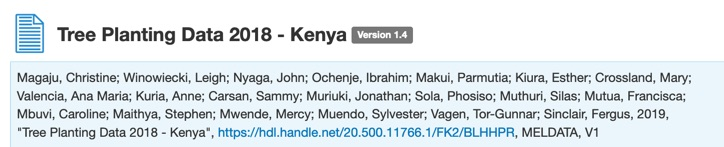 Tree Planting Data 2018 - Kenya Version 1.4
Magaju, Christine; Winowiecki, Leigh; Nyaga, John; Ochenje, Ibrahim; Makui, Parmutia; Kiura, Esther; Crossland, Mary;
Valencia, Ana Maria; Kuria, Anne; Carsan, Sammy; Muriuki, Jonathan; Sola, Phosiso; Muthuri, Silas; Mutua, Francisca;
Mbuvi, Caroline; Maithya, Stephen; Mwende, Mercy; Muendo, Sylvester; Vagen, Tor-Gunnar; Sinclair, Fergus, 2019,
"Tree Planting Data 2018 - Kenya", https://hdl.handle.net/20.500.11766.1/FK2/BLHHPR, MELDATA, V1